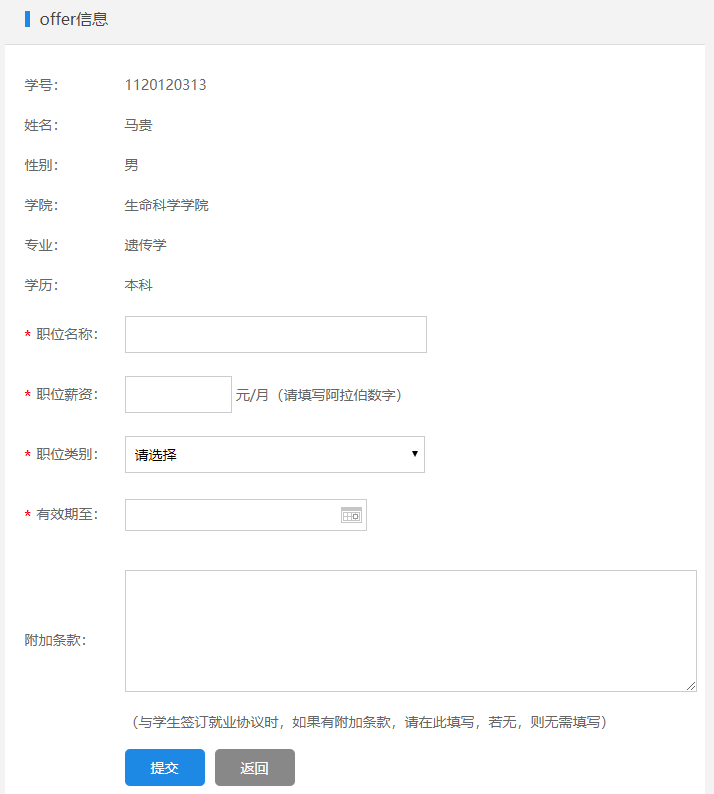 offer信息
学号： 1120120313
姓名： 马贵
性别： 男
学院： 生命科学学院
专业： 遗传学
学历： 本科
* 职位名称：
* 职位薪资： 元/月（请填写阿拉伯数字）
* 职位类别： 请选择
* 有效期至：
附加条款：
（与学生签订就业协议时，如果有附加条款，请在此填写，若无，则无需填写）
提交 返回